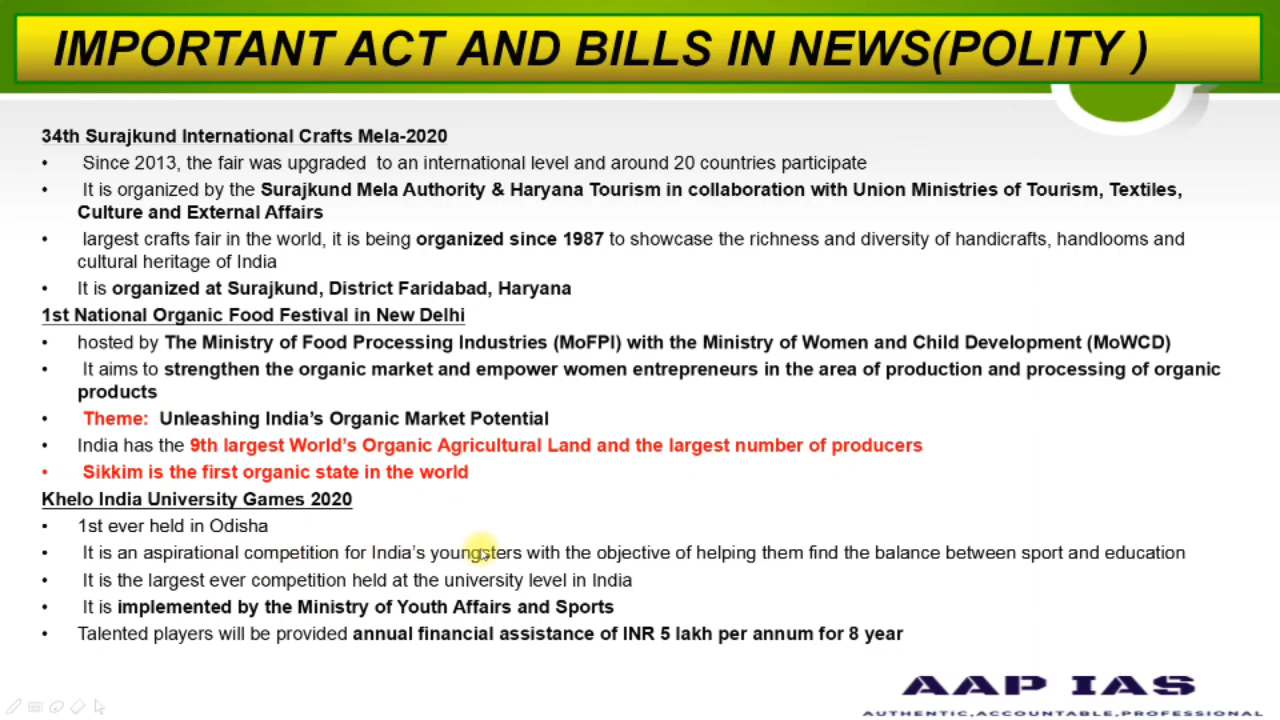 IMPORTANT ACT AND BILLS IN NEWS(POLITY )
34th Surajkund International Crafts Mela-2020
• Since 2013, the fair was upgraded to an international level and around 20 countries participate
• It is organized by the Surajkund Mela Authority & Haryana Tourism in collaboration with Union Ministries of Tourism, Textiles,
Culture and External Affairs
• largest crafts fair in the world, it is being organized since 1987 to showcase the richness and diversity of handicrafts, handlooms and
cultural heritage of India
• It is organized at Surajkund, District Faridabad, Haryana
1st National Organic Food Festival in New Delhi
• hosted by The Ministry of Food Processing Industries (MoFPI) with the Ministry of Women and Child Development (MoWCD)
• It aims to strengthen the organic market and empower women entrepreneurs in the area of production and processing of organic
products
• Theme: Unleashing India's Organic Market Potential
• India has the 9th largest World's Organic Agricultural Land and the largest number of producers
• Sikkim is the first organic state in the world
Khelo India University Games 2020
• 1st ever held in Odisha
• It is an aspirational competition for India's youngsters with the objective of helping them find the balance between sport and education
• It is the largest ever competition held at the university level in India
• It is implemented by the Ministry of Youth Affairs and Sports
• Talented players will be provided annual financial assistance of INR 5 lakh per annum for 8 year
AAP IAS
AUTHENTIC,ACCOUNTABLE,PROFESSIONAL